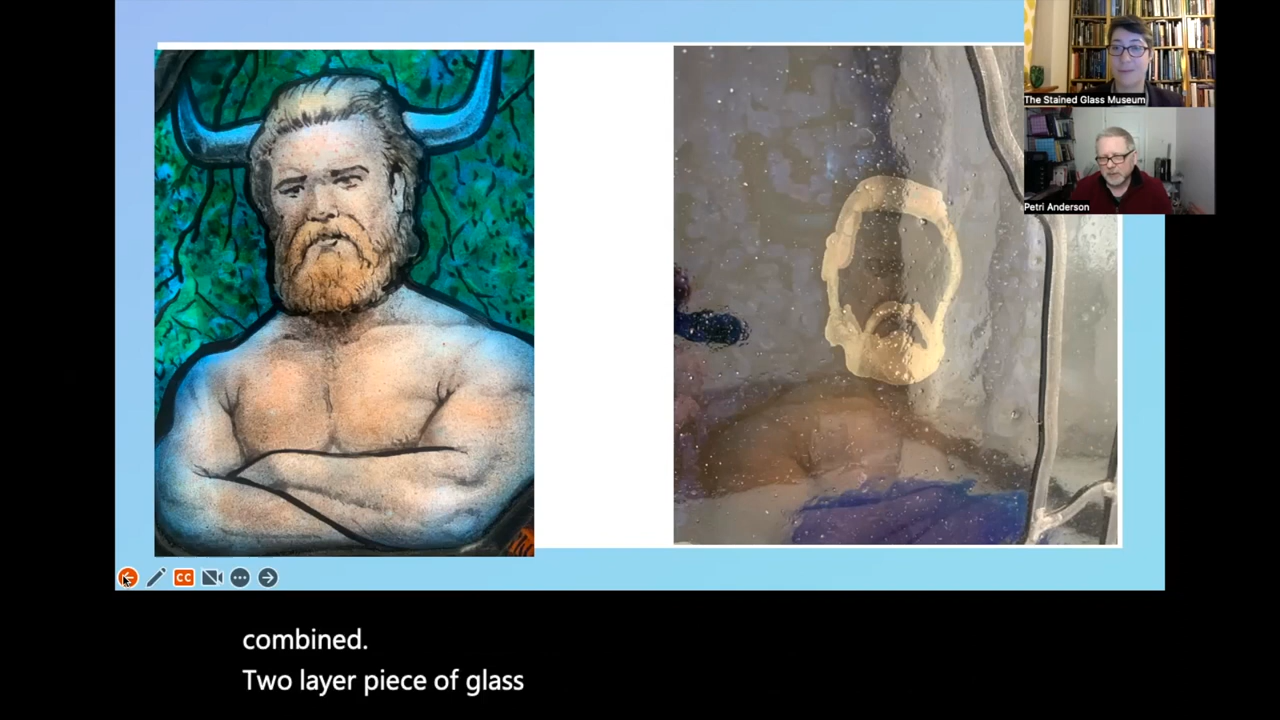 The Stained Glass Museum
Petri Anderson
CC
combined.
Two layer piece of glass